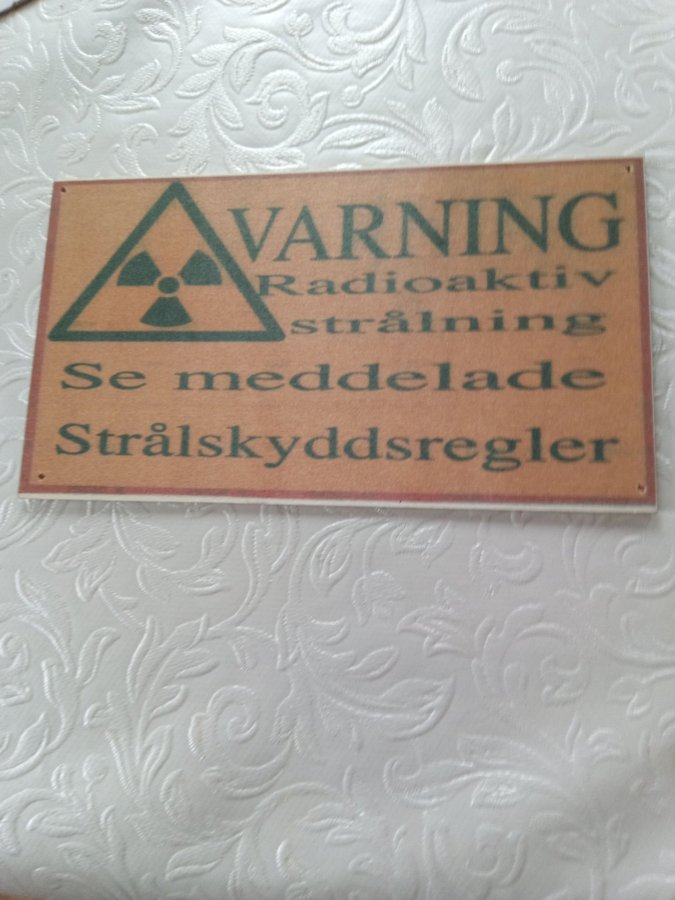 VARNING
Radioaktiv
strålning
Se meddelade
Strålskyddsregler